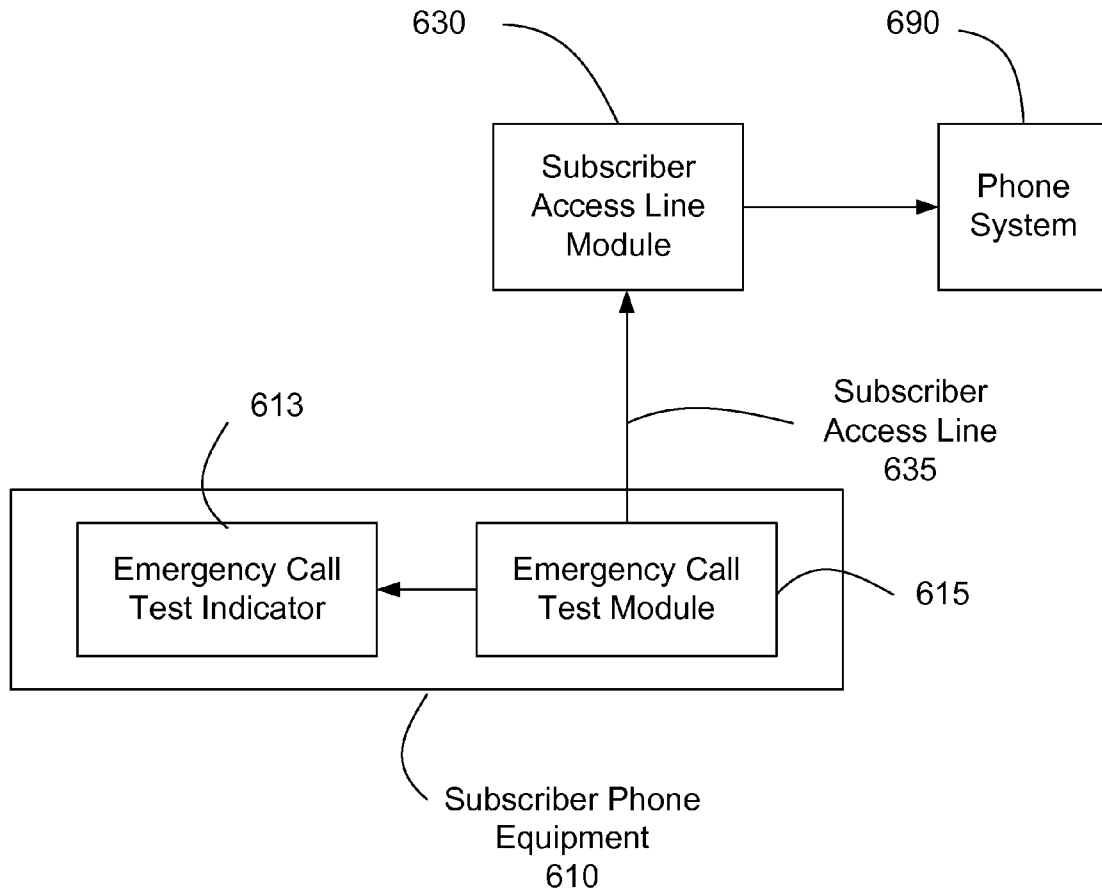 630
690
Subscriber
Access Line
Module
Phone
System
613
Subscriber
Access Line
635
Emergency Call
Test Indicator
Emergency Call
Test Module
615
Subscriber Phone
Equipment
610